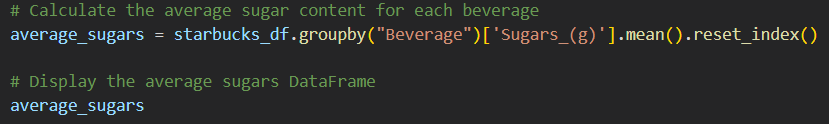 # Calculate the average sugar content for each beverage
average_sugars = starbucks_df.groupby("Beverage")['Sugars_(g)'].mean().reset_index()
# Display the average sugars DataFrame
average_sugars